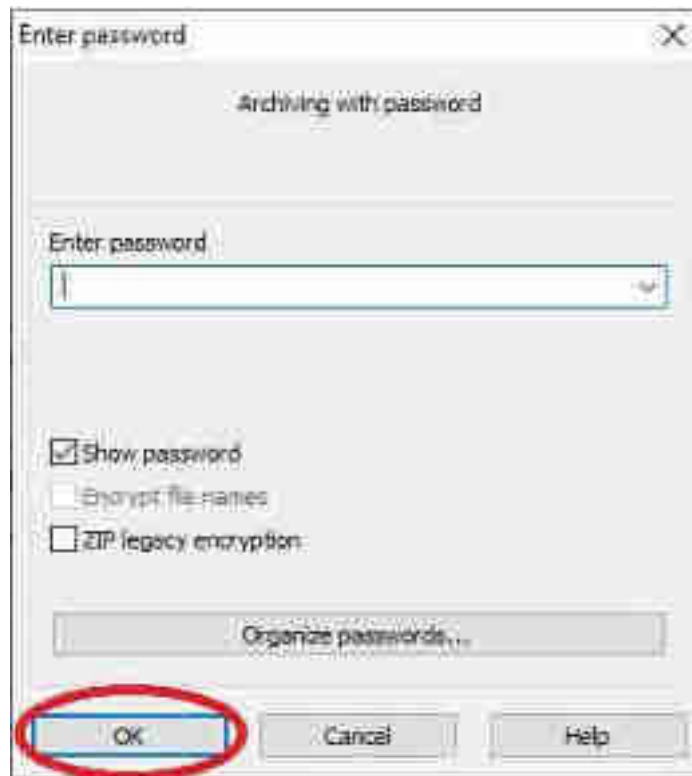 Enter password
Archiving with password
Enter password
Show password
Encrypt file names
ZIP legacy encryption
Organize passwords...
OK Cancel Help